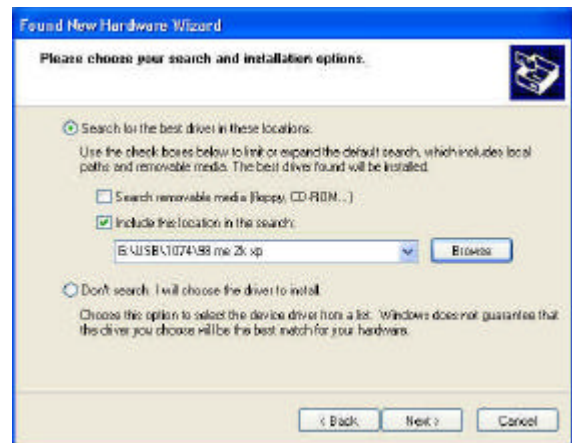 Found New Hardware Wizard
Please choose your search and installation options.
Search for the best driver in these locations.
Use the check boxes below to limit or expand the default search, which includes local
paths and removable media. The best driver found will be installed.
Search removable media (floppy, CD-ROM...)
Include this location in the search:
E:\USB\1074\98 me 2k xp
Browse
Don't search. I will choose the driver to install.
Choose this option to select the device driver from a list. Windows does not guarantee that
the driver you choose will be the best match for your hardware.
< Back
Next >
Cancel